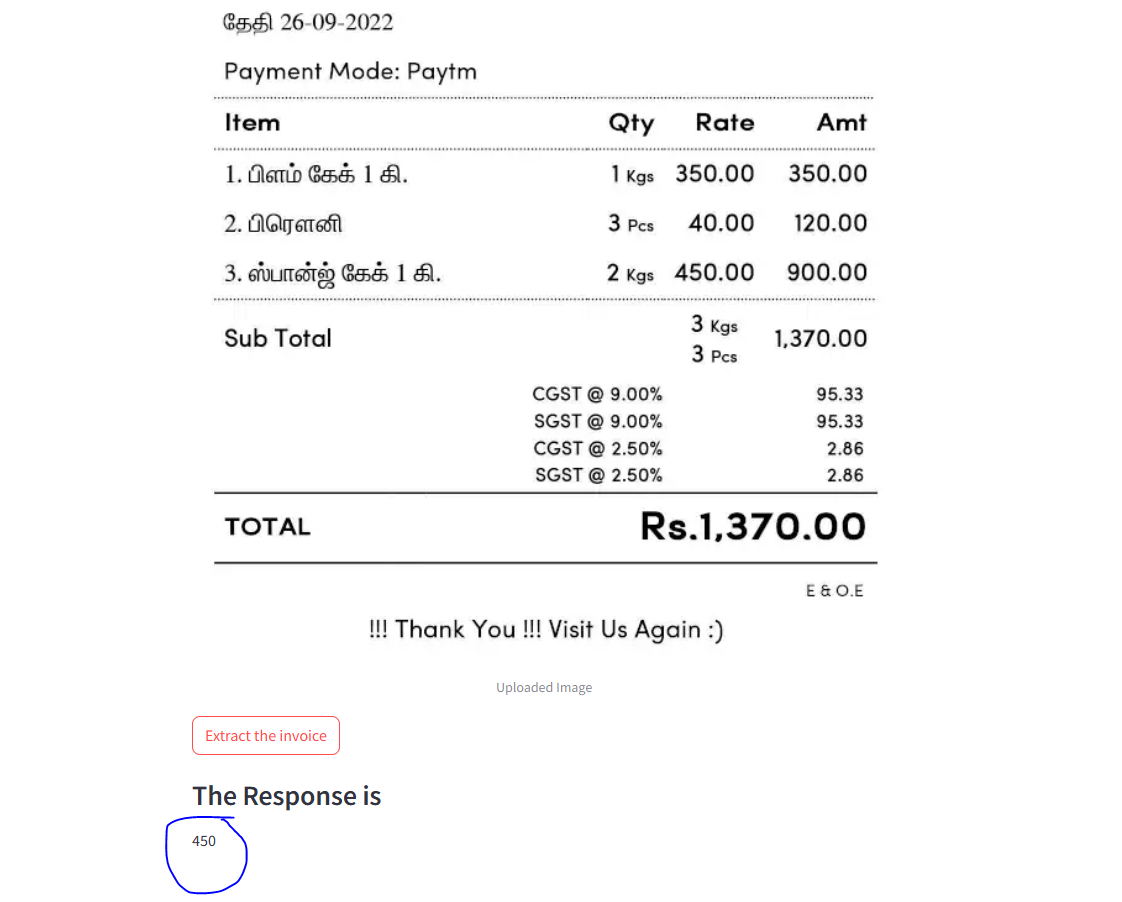 தேதி 26-09-2022
Payment Mode: Paytm
Item Qty Rate Amt
1. பிளம் கேக் 1 கி. 1 Kgs 350.00 350.00
2. பிரௌனி 3 Pcs 40.00 120.00
3. ஸ்பான்ஜ் கேக் 1 கி. 2 Kgs 450.00 900.00
Sub Total 3 Kgs 3 Pcs 1,370.00
CGST @ 9.00% 95.33
SGST @ 9.00% 95.33
CGST @ 2.50% 2.86
SGST @ 2.50% 2.86
TOTAL Rs.1,370.00
E & O.E
!!! Thank You !!! Visit Us Again :)
Uploaded Image
Extract the invoice
The Response is
450